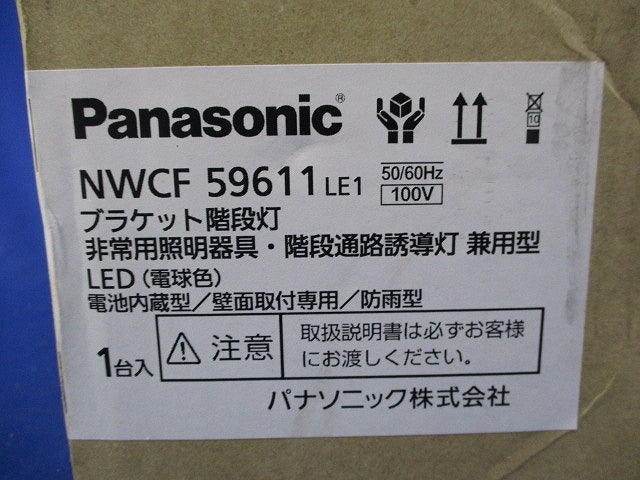 Panasonic®
10
NWCF 59611 LE1 50/60Hz
100V
ブラケット階段灯
非常用照明器具・階段通路誘導灯 兼用型
LED（電球色）
電池内蔵型／壁面取付専用／防雨型
1台入 注意 取扱説明書は必ずお客様
にお渡しください。
パナソニック株式会社